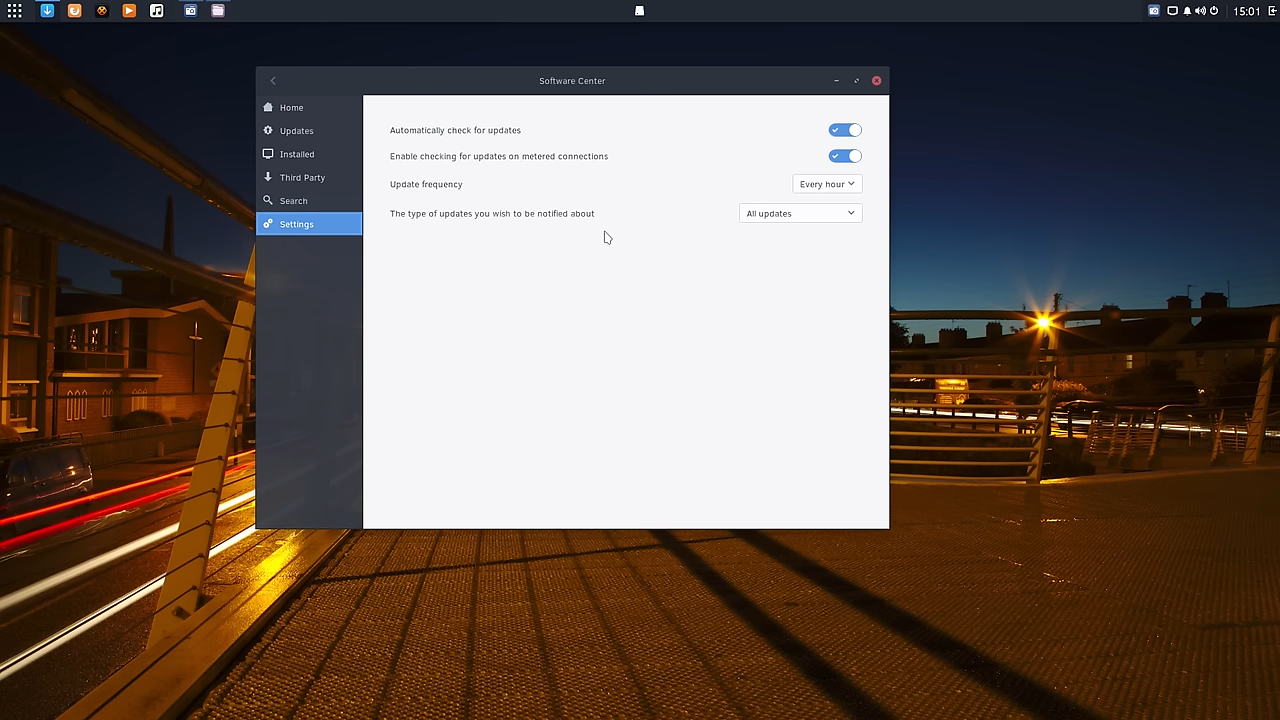 15:01
Software Center
Home
Updates
Installed
Third Party
Search
Settings
Automatically check for updates
Enable checking for updates on metered connections
Update frequency
Every hour
The type of updates you wish to be notified about
All updates